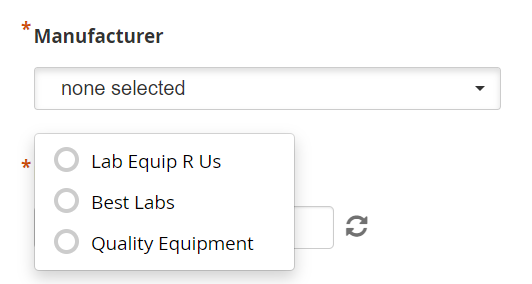 * Manufacturer
none selected
*
Lab Equip R Us
Best Labs
Quality Equipment